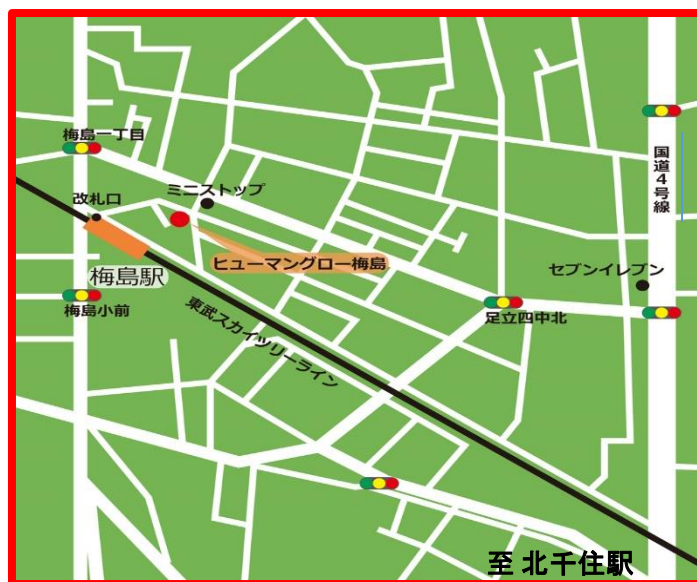 梅島一丁目
国道4号線
ミニストップ
改札口
ヒューマングロー梅島
セブンイレブン
梅島駅
梅島小前
足立四中北
東武スカイツリーライン
至 北千住駅